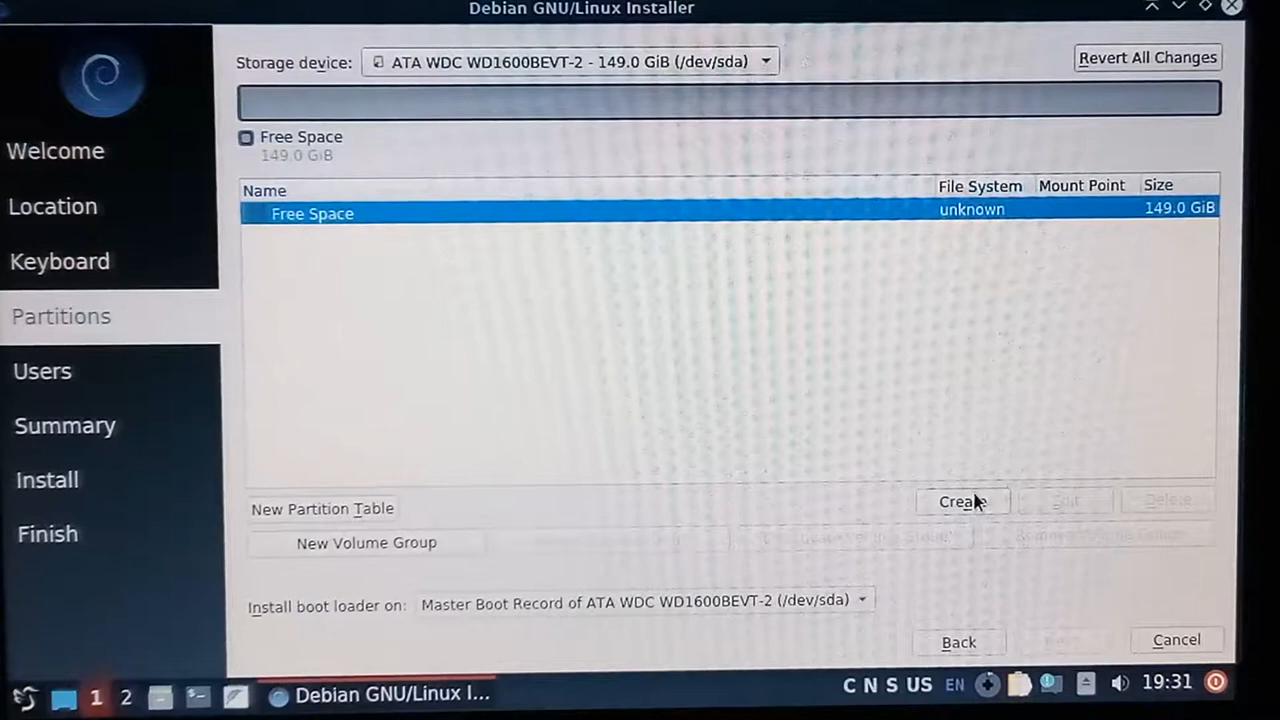 Debian GNU/Linux Installer
Storage device: ATA WDC WD1600BEVT-2 - 149.0 GiB (/dev/sda)
Revert All Changes
Free Space
149.0 GiB
Name File System Mount Point Size
Free Space unknown 149.0 GiB
Welcome
Location
Keyboard
Partitions
Users
Summary
Install
Finish
New Partition Table
Create Edit Delete
New Volume Group
Install boot loader on: Master Boot Record of ATA WDC WD1600BEVT-2 (/dev/sda)
Back
Cancel
1 2 Debian GNU/Linux I...
C N S US EN 19:31